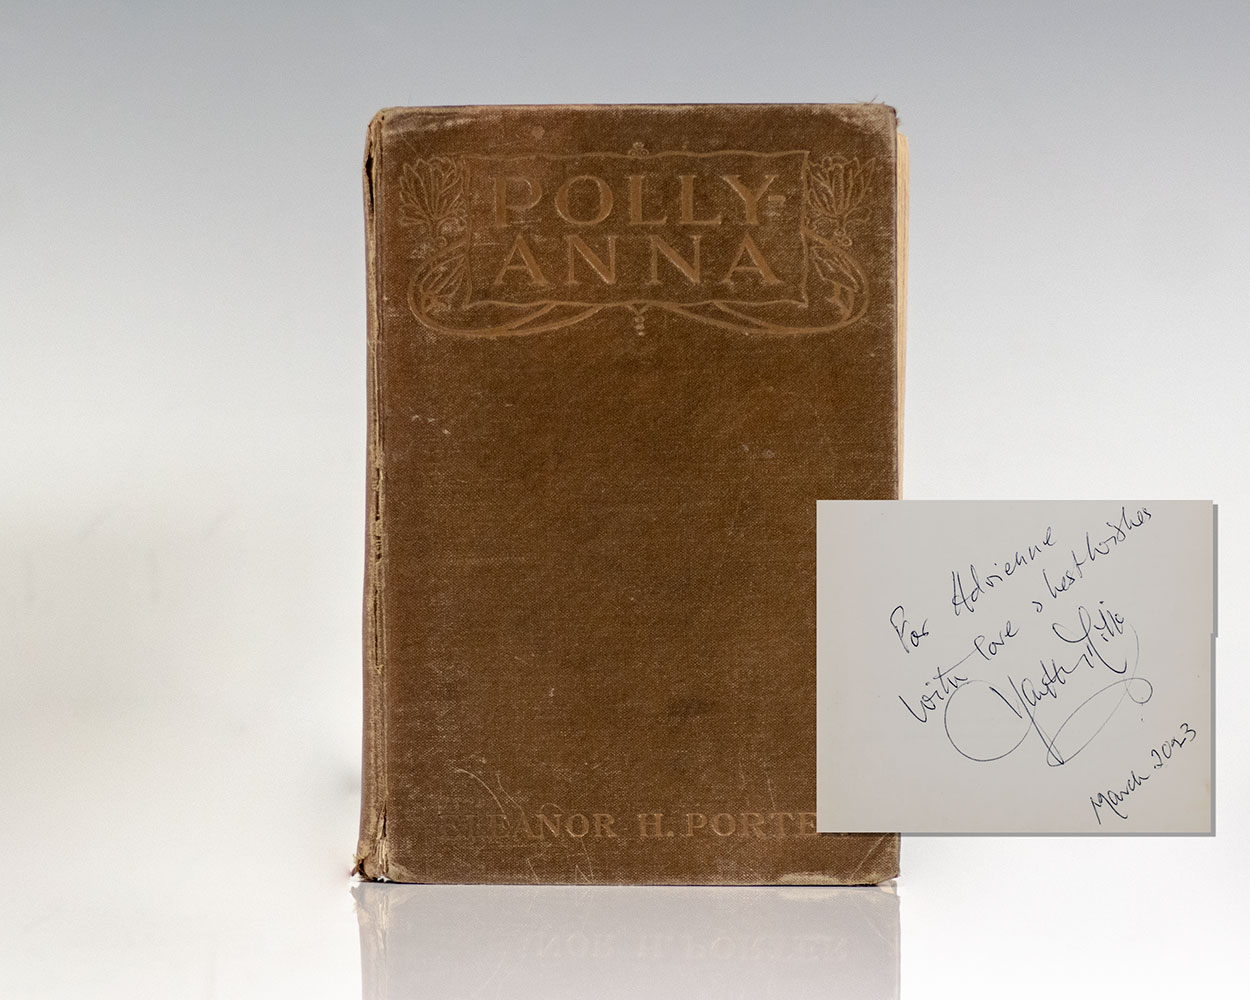 POLLY-
ANNA
ELEANOR H. PORTE
For Adrienne
with love & best wishes
March 2023